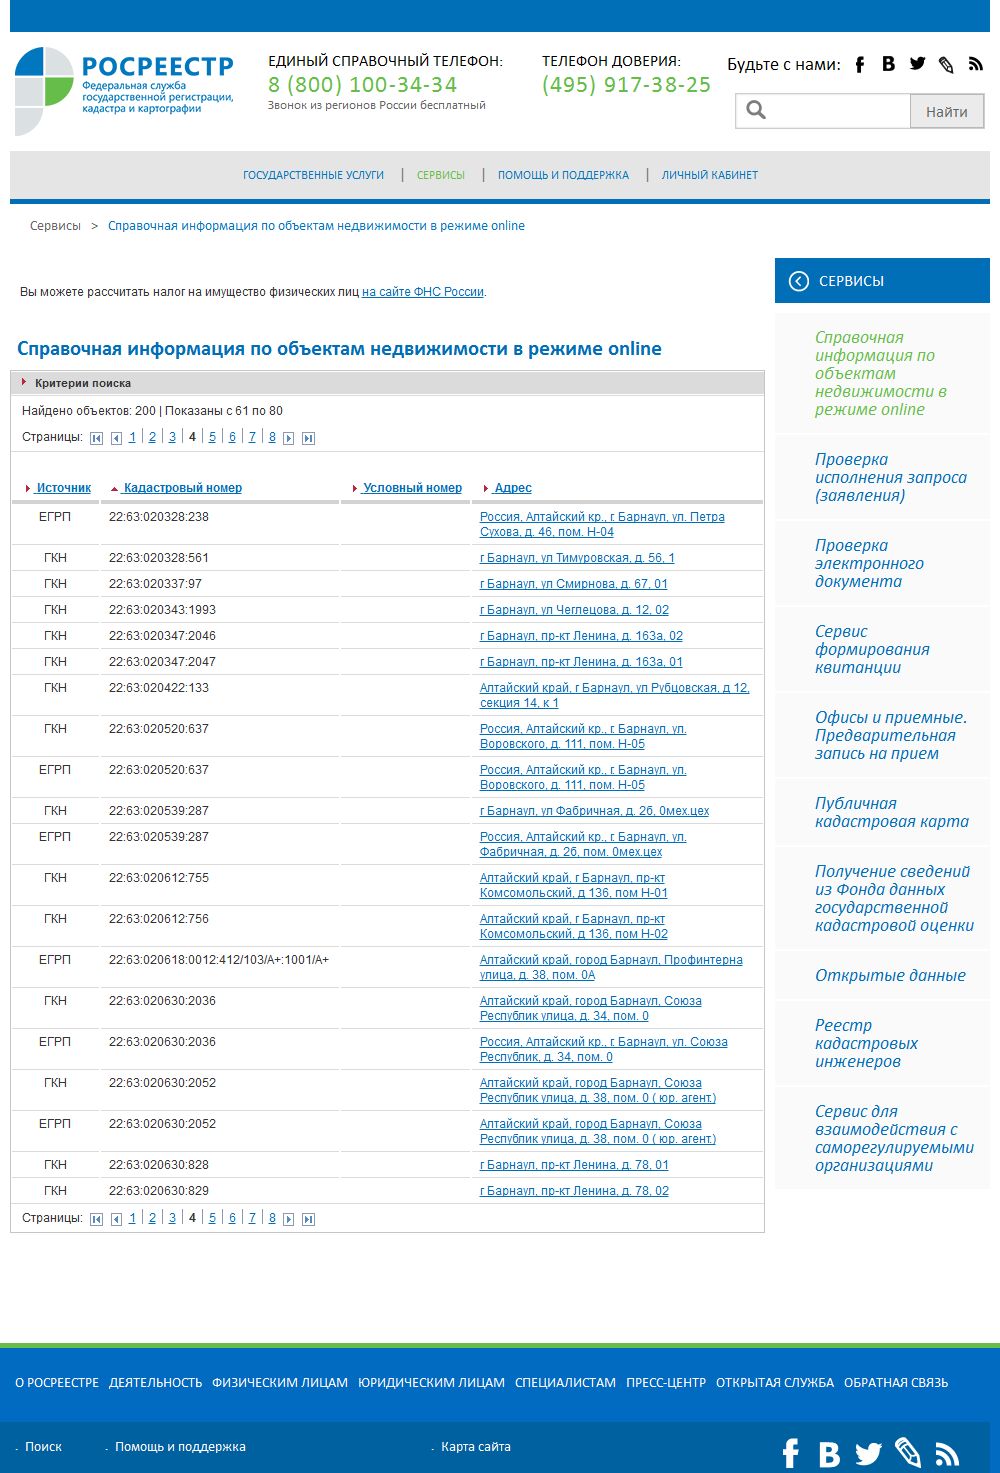 РОСРЕЕСТР
Федеральная служба
государственной регистрации,
кадастра и картографии
ЕДИНЫЙ СПРАВОЧНЫЙ ТЕЛЕФОН:
8 (800) 100-34-34
Звонок из регионов России бесплатный
ТЕЛЕФОН ДОВЕРИЯ:
(495) 917-38-25
Будьте с нами:
Найти
ГОСУДАРСТВЕННЫЕ УСЛУГИ | СЕРВИСЫ | ПОМОЩЬ И ПОДДЕРЖКА | ЛИЧНЫЙ КАБИНЕТ
Сервисы > Справочная информация по объектам недвижимости в режиме online
Вы можете рассчитать налог на имущество физических лиц на сайте ФНС России.
Справочная информация по объектам недвижимости в режиме online
Критерии поиска
Найдено объектов: 200 | Показаны с 61 по 80
Страницы: 1 | 2 | 3 | 4 | 5 | 6 | 7 | 8
Источник Кадастровый номер Условный номер Адрес
ЕГРП 22:63:020328:238 Россия, Алтайский кр., г. Барнаул, ул. Петра
Сухова, д. 46, пом. Н-04
ГКН 22:63:020328:561 г Барнаул, ул Тимуровская, д. 56, 1
ГКН 22:63:020337:97 г Барнаул, ул Смирнова, д. 67, 01
ГКН 22:63:020343:1993 г Барнаул, ул Чеглецова, д. 12, 02
ГКН 22:63:020347:2046 г Барнаул, пр-кт Ленина, д. 163а, 02
ГКН 22:63:020347:2047 г Барнаул, пр-кт Ленина, д. 163а, 01
ГКН 22:63:020422:133 Алтайский край, г Барнаул, ул Рубцовская, д 12,
секция 14, к 1
ГКН 22:63:020520:637 Россия, Алтайский кр., г. Барнаул, ул.
Воровского, д. 111, пом. Н-05
ЕГРП 22:63:020520:637 Россия, Алтайский кр., г. Барнаул, ул.
Воровского, д. 111, пом. Н-05
ГКН 22:63:020539:287 г Барнаул, ул Фабричная, д. 2б, 0мех.цех
ЕГРП 22:63:020539:287 Россия, Алтайский кр., г. Барнаул, ул.
Фабричная, д. 2б, пом. 0мех.цех
ГКН 22:63:020612:755 Алтайский край, г Барнаул, пр-кт
Комсомольский, д 136, пом Н-01
ГКН 22:63:020612:756 Алтайский край, г Барнаул, пр-кт
Комсомольский, д 136, пом Н-02
ЕГРП 22:63:020618:0012:412/103/А+:1001/А+ Алтайский край, город Барнаул, Профинтерна
улица, д. 38, пом. 0А
ГКН 22:63:020630:2036 Алтайский край, город Барнаул, Союза
Республик улица, д. 34, пом. 0
ЕГРП 22:63:020630:2036 Россия, Алтайский кр., г. Барнаул, ул. Союза
Республик, д. 34, пом. 0
ГКН 22:63:020630:2052 Алтайский край, город Барнаул, Союза
Республик улица, д. 38, пом. 0 ( юр. агент.)
ЕГРП 22:63:020630:2052 Алтайский край, город Барнаул, Союза
Республик улица, д. 38, пом. 0 ( юр. агент.)
ГКН 22:63:020630:828 г Барнаул, пр-кт Ленина, д. 78, 01
ГКН 22:63:020630:829 г Барнаул, пр-кт Ленина, д. 78, 02
Страницы: 1 | 2 | 3 | 4 | 5 | 6 | 7 | 8
СЕРВИСЫ
Справочная
информация по
объектам
недвижимости в
режиме online
Проверка
исполнения запроса
(заявления)
Проверка
электронного
документа
Сервис
формирования
квитанции
Офисы и приемные.
Предварительная
запись на прием
Публичная
кадастровая карта
Получение сведений
из Фонда данных
государственной
кадастровой оценки
Открытые данные
Реестр
кадастровых
инженеров
Сервис для
взаимодействия с
саморегулируемыми
организациями
О РОСРЕЕСТРЕ ДЕЯТЕЛЬНОСТЬ ФИЗИЧЕСКИМ ЛИЦАМ ЮРИДИЧЕСКИМ ЛИЦАМ СПЕЦИАЛИСТАМ ПРЕСС-ЦЕНТР ОТКРЫТАЯ СЛУЖБА ОБРАТНАЯ СВЯЗЬ
- Поиск - Помощь и поддержка - Карта сайта